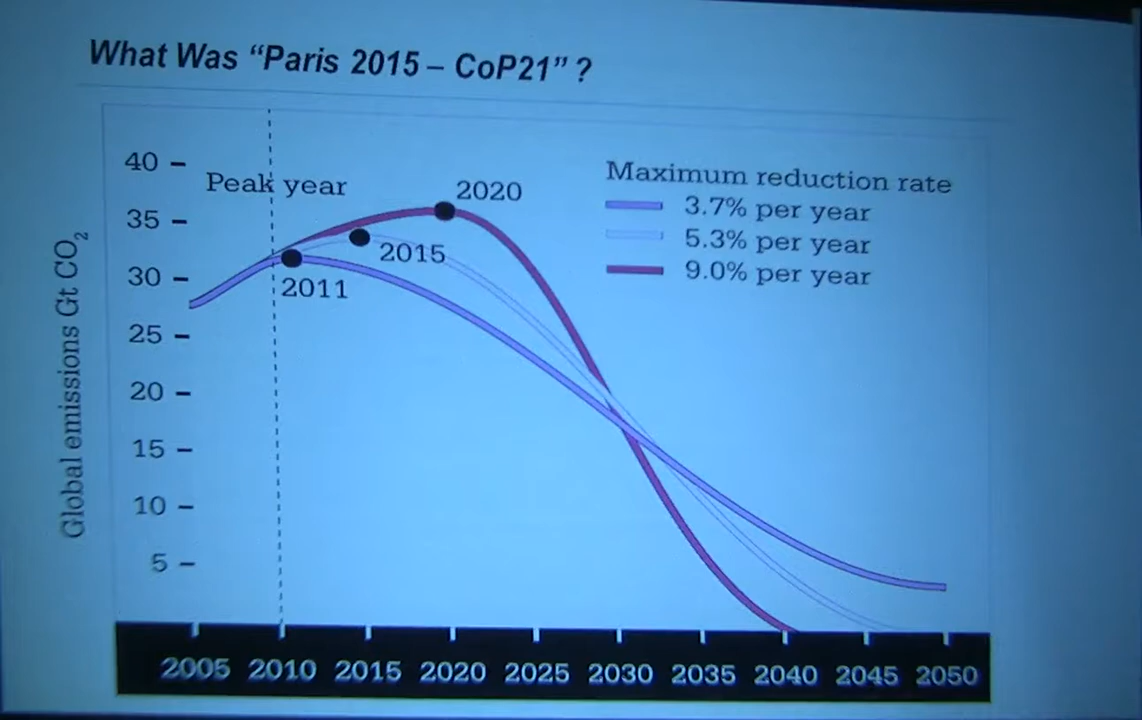 What Was “Paris 2015 – CoP21” ?
Global emissions Gt CO₂
40
35
30
25
20
15
10
5
Peak year
2011
2015
2020
Maximum reduction rate
3.7% per year
5.3% per year
9.0% per year
2005 2010 2015 2020 2025 2030 2035 2040 2045 2050